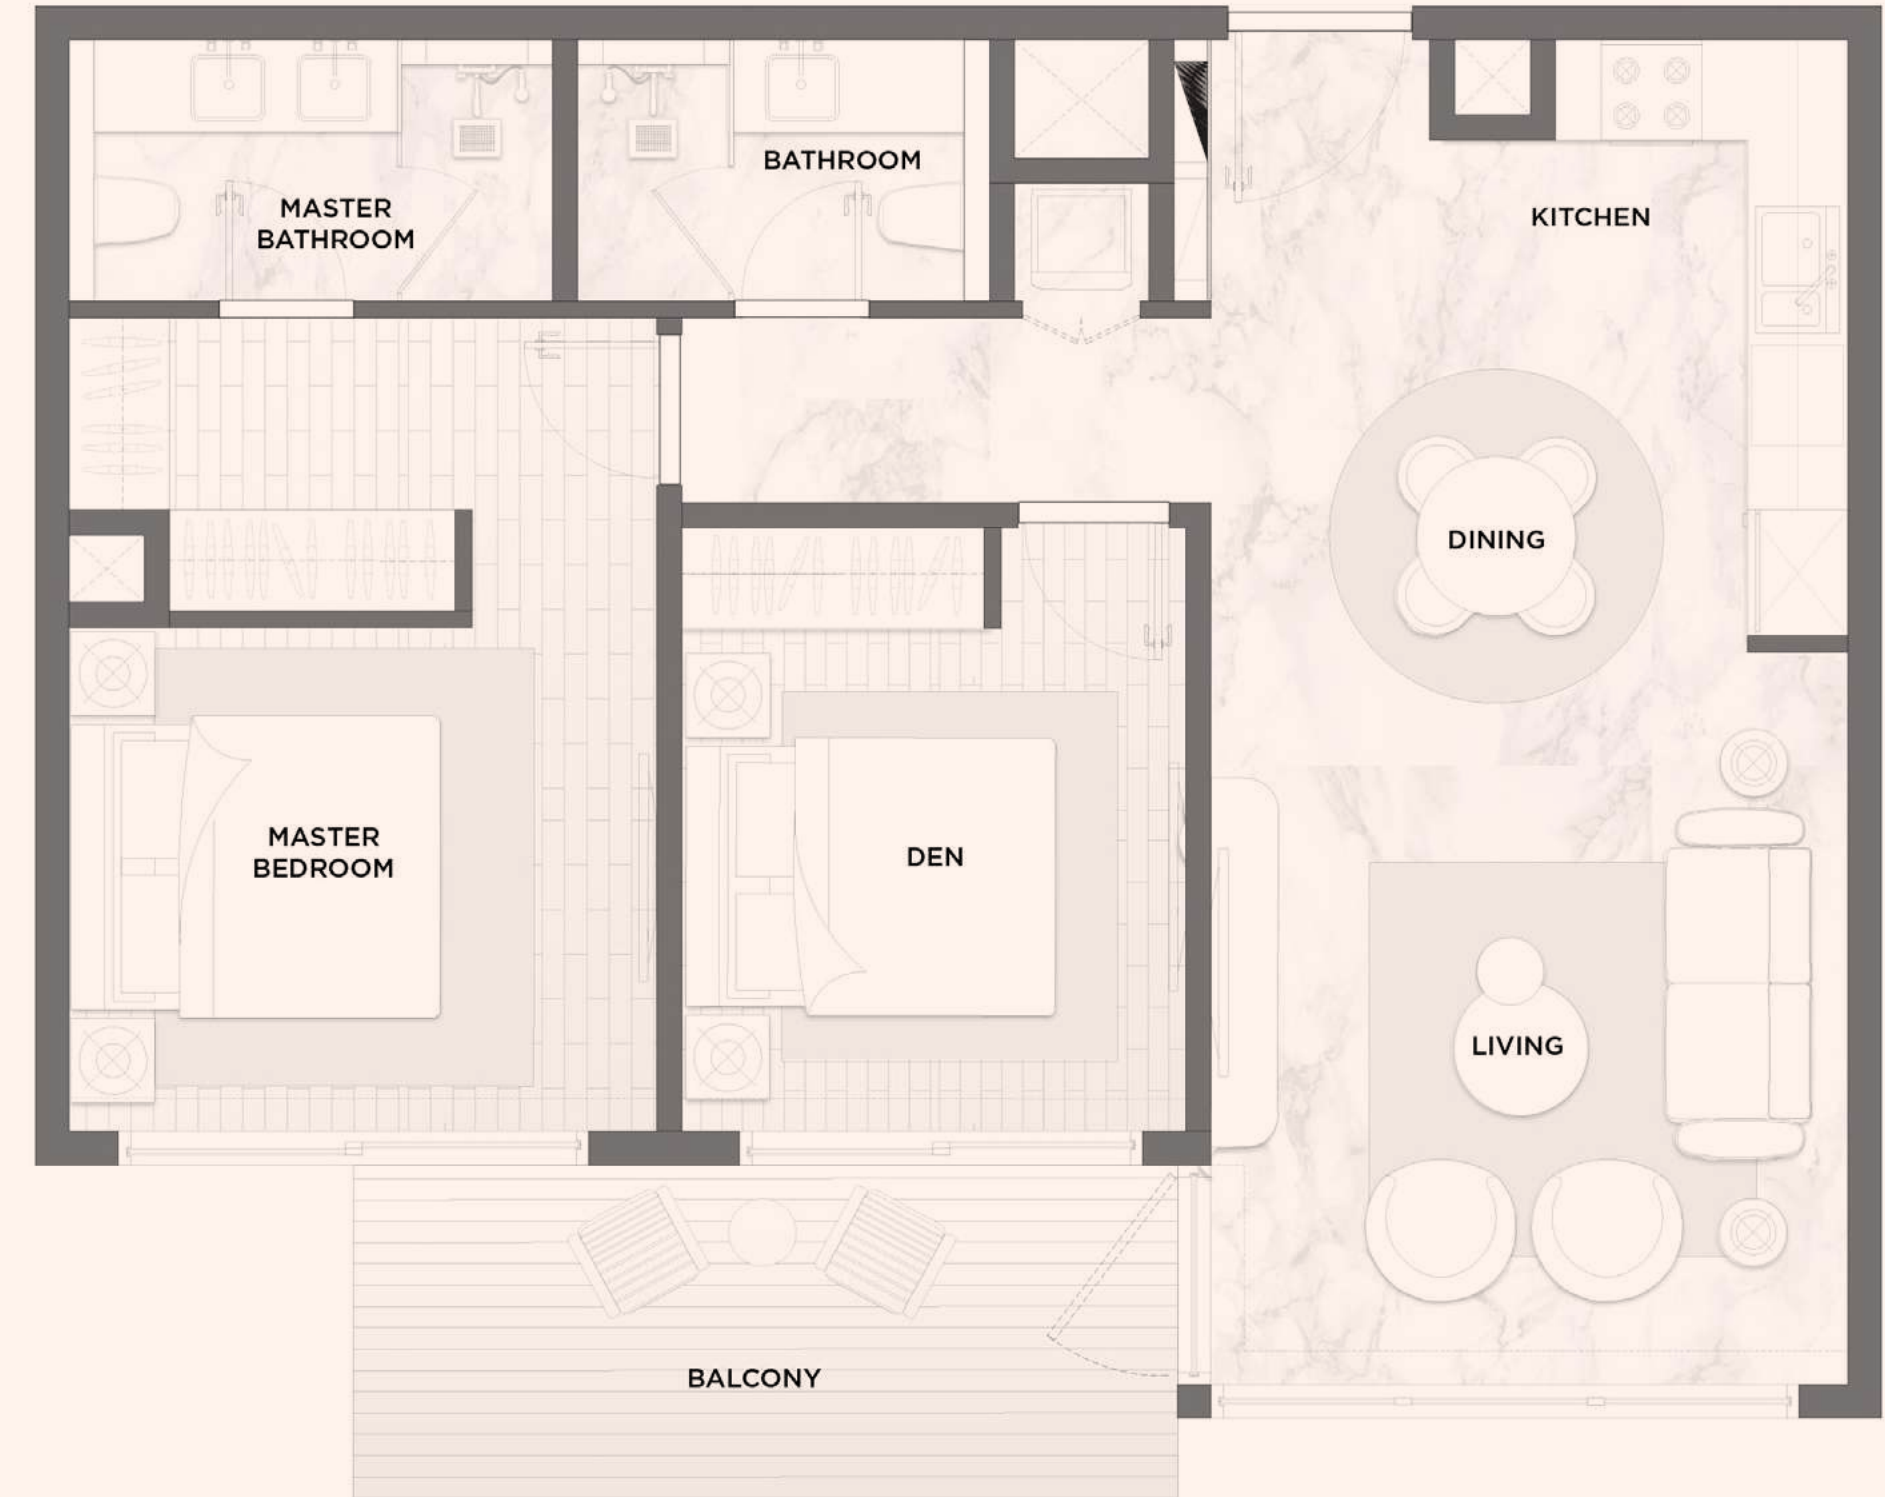 BATHROOM
MASTER
BATHROOM
KITCHEN
DINING
MASTER
BEDROOM
DEN
LIVING
BALCONY